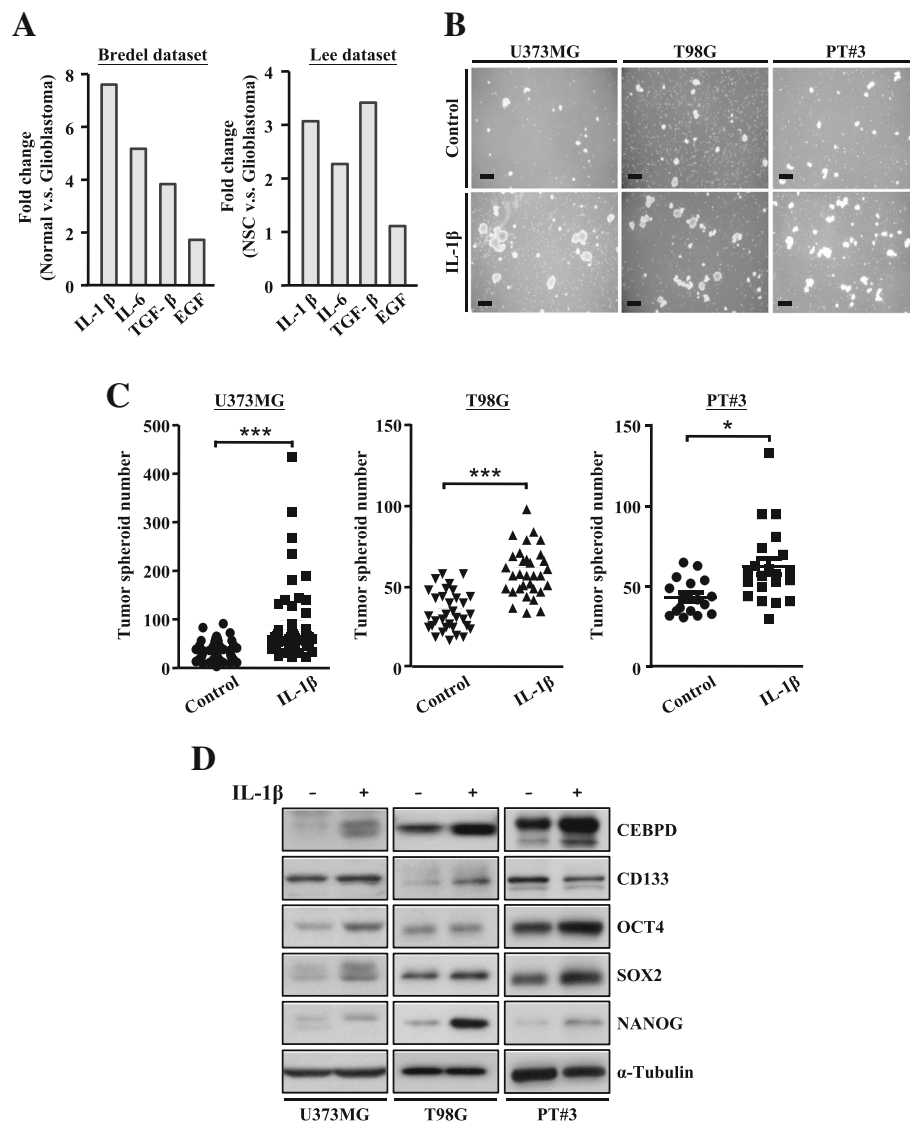 A
Bredel dataset
Fold change
(Normal v.s. Glioblastoma)
8
6
4
2
0
IL-1 β
IL-6
TGF- β
EGF
Lee dataset
Fold change
(NSC v.s. Glioblastoma)
4
3
2
1
0
IL-1 β
IL-6
TGF- β
EGF
B
U373MG
T98G
PT#3
Control
IL-1β
C
U373MG
Tumor spheroid number
500
400
300
200
100
0
***
Control
IL-1β
T98G
Tumor spheroid number
150
100
50
0
***
Control
IL-1β
PT#3
Tumor spheroid number
150
100
50
0
*
Control
IL-1β
D
IL-1β - + - + - +
CEBPD
CD133
OCT4
SOX2
NANOG
α-Tubulin
U373MG T98G PT#3